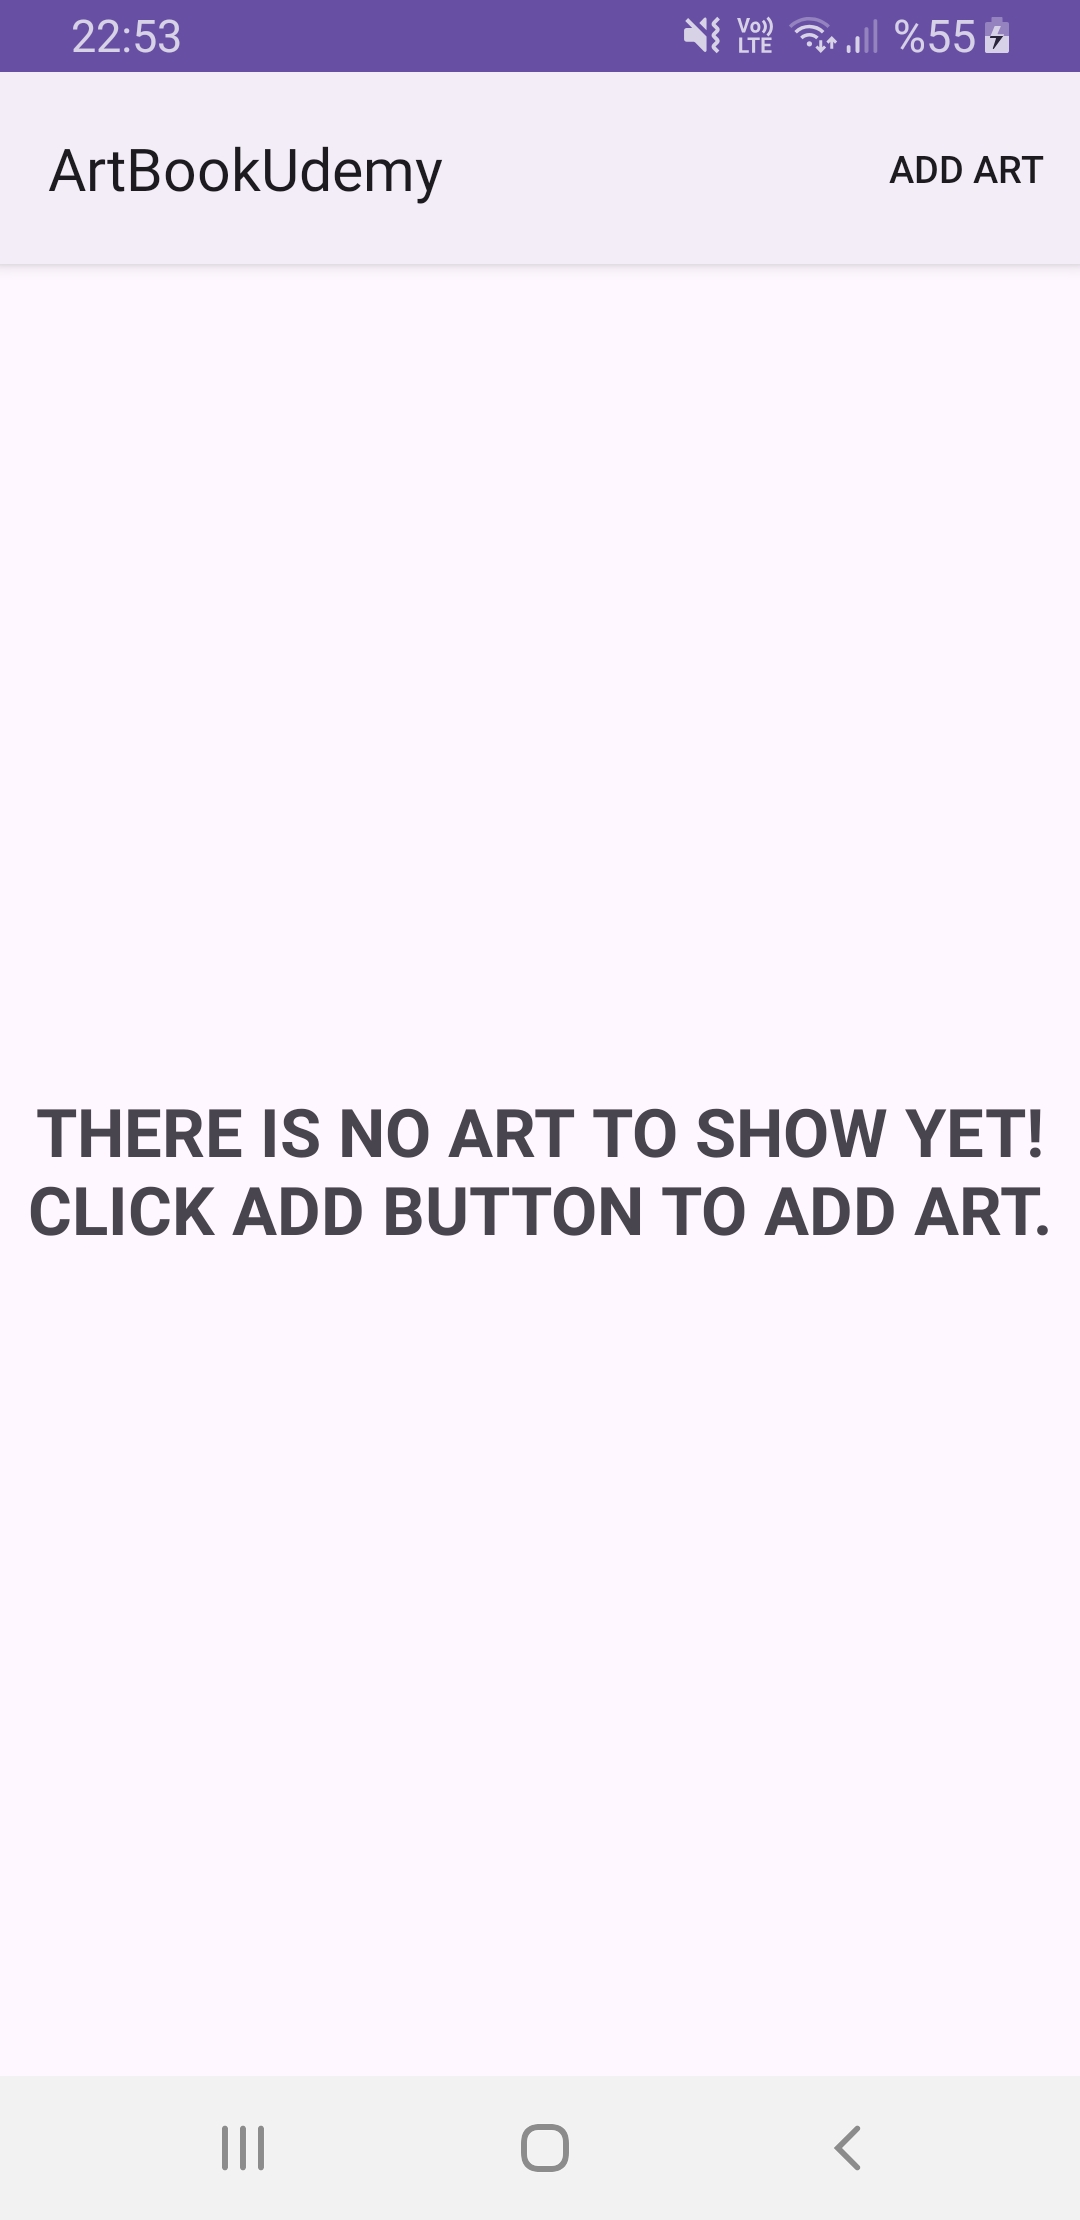 22:53
Vo))
LTE
%55
ArtBookUdemy
ADD ART
THERE IS NO ART TO SHOW YET!
CLICK ADD BUTTON TO ADD ART.